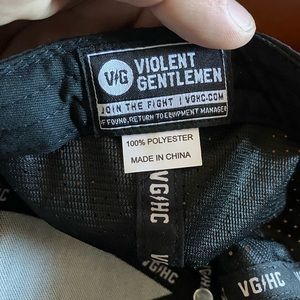 V/G
VIOLENT
GENTLEMEN
JOIN THE FIGHT | VGHC.COM
IF FOUND, RETURN TO EQUIPMENT MANAGER
100% POLYESTER
MADE IN CHINA
VG/HC
VG/HC
VG/HC